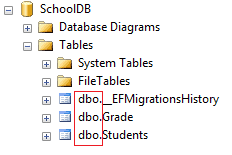 SchoolDB
Database Diagrams
Tables
System Tables
FileTables
dbo.__EFMigrationsHistory
dbo.Grade
dbo.Students